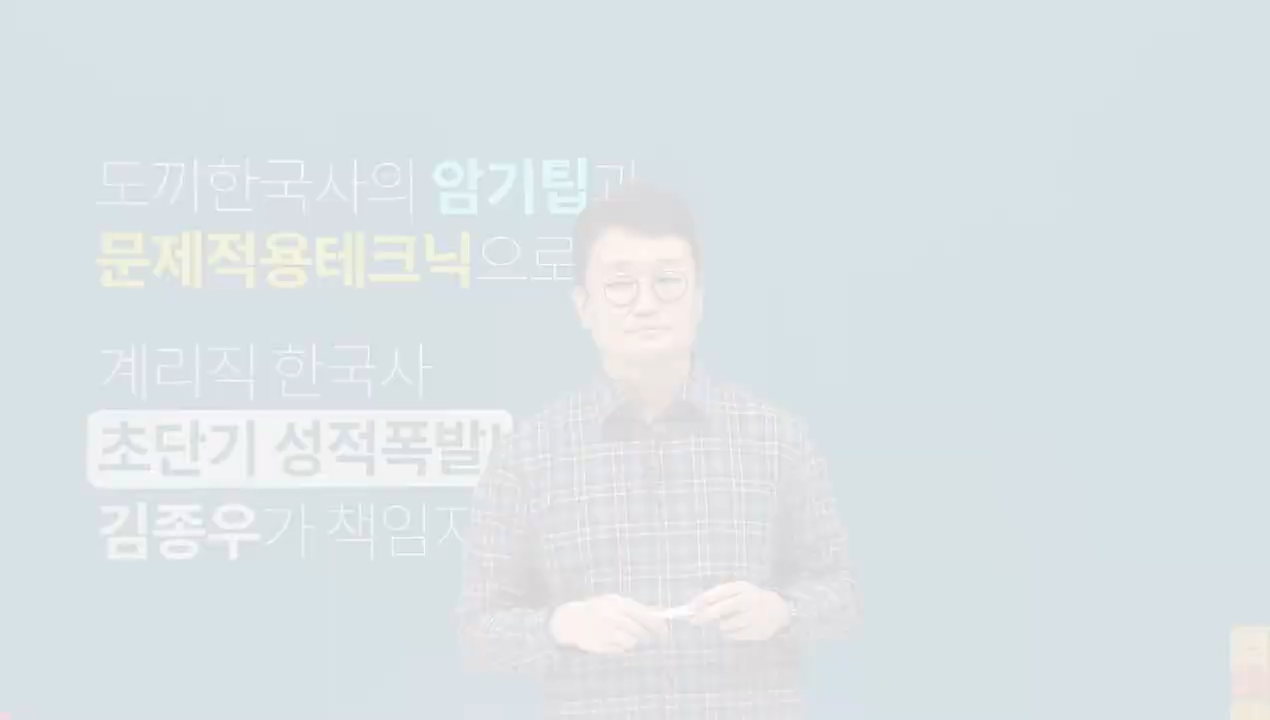 도끼한국사의 암기팁과
문제적용테크닉으로
계리직 한국사
초단기 성적폭발!
김종우가 책임지